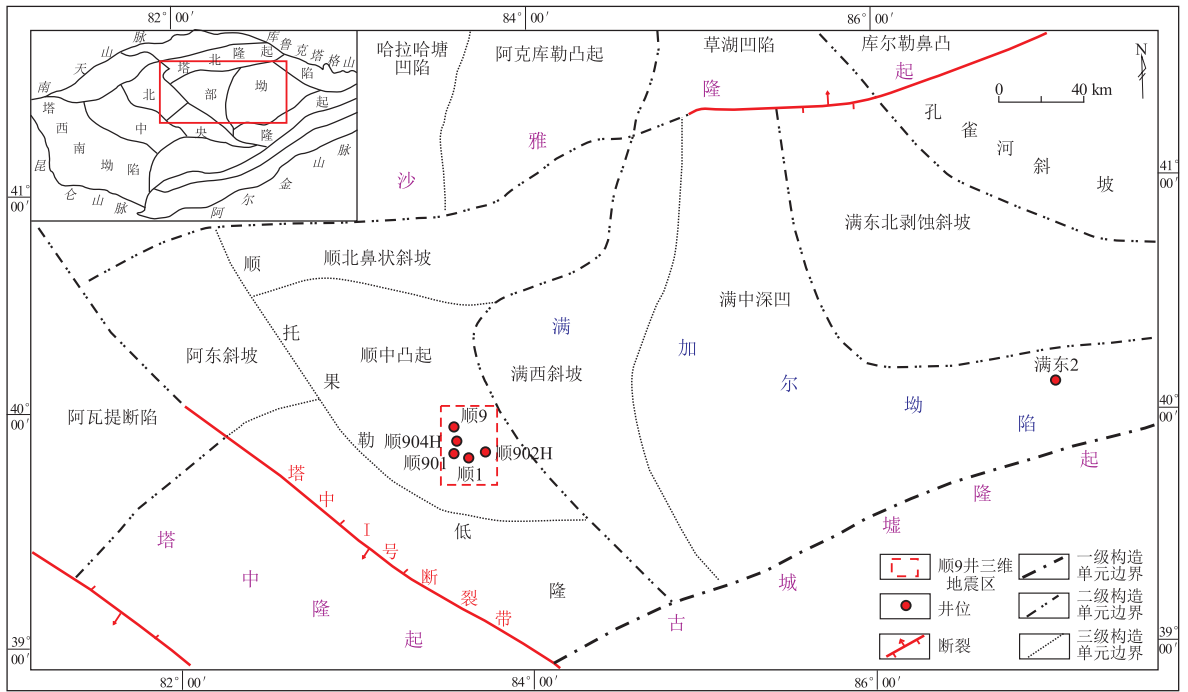 82° 00′
84° 00′
86° 00′
41° 00′
40° 00′
39° 00′
41° 00′
40° 00′
39° 00′
82° 00′
84° 00′
86° 00′
南天山脉
库鲁克塔格山
塔北隆起
北部坳陷
中央隆起
塔西南坳陷
昆仑山脉
阿尔金山脉
哈拉哈塘
凹陷
阿克库勒凸起
草湖凹陷
库尔勒鼻凸
N
0 40 km
沙雅隆起
孔雀河斜坡
满东北剥蚀斜坡
顺北鼻状斜坡
满中深凹
顺托果勒低隆
阿东斜坡
顺中凸起
满西斜坡
满加尔坳陷
满东2
阿瓦提断陷
顺9
顺904H
顺901
顺902H
顺1
塔中Ⅰ号断裂带
塔中隆起
古城墟隆起
顺9井三维
地震区
井位
断裂
一级构造
单元边界
二级构造
单元边界
三级构造
单元边界